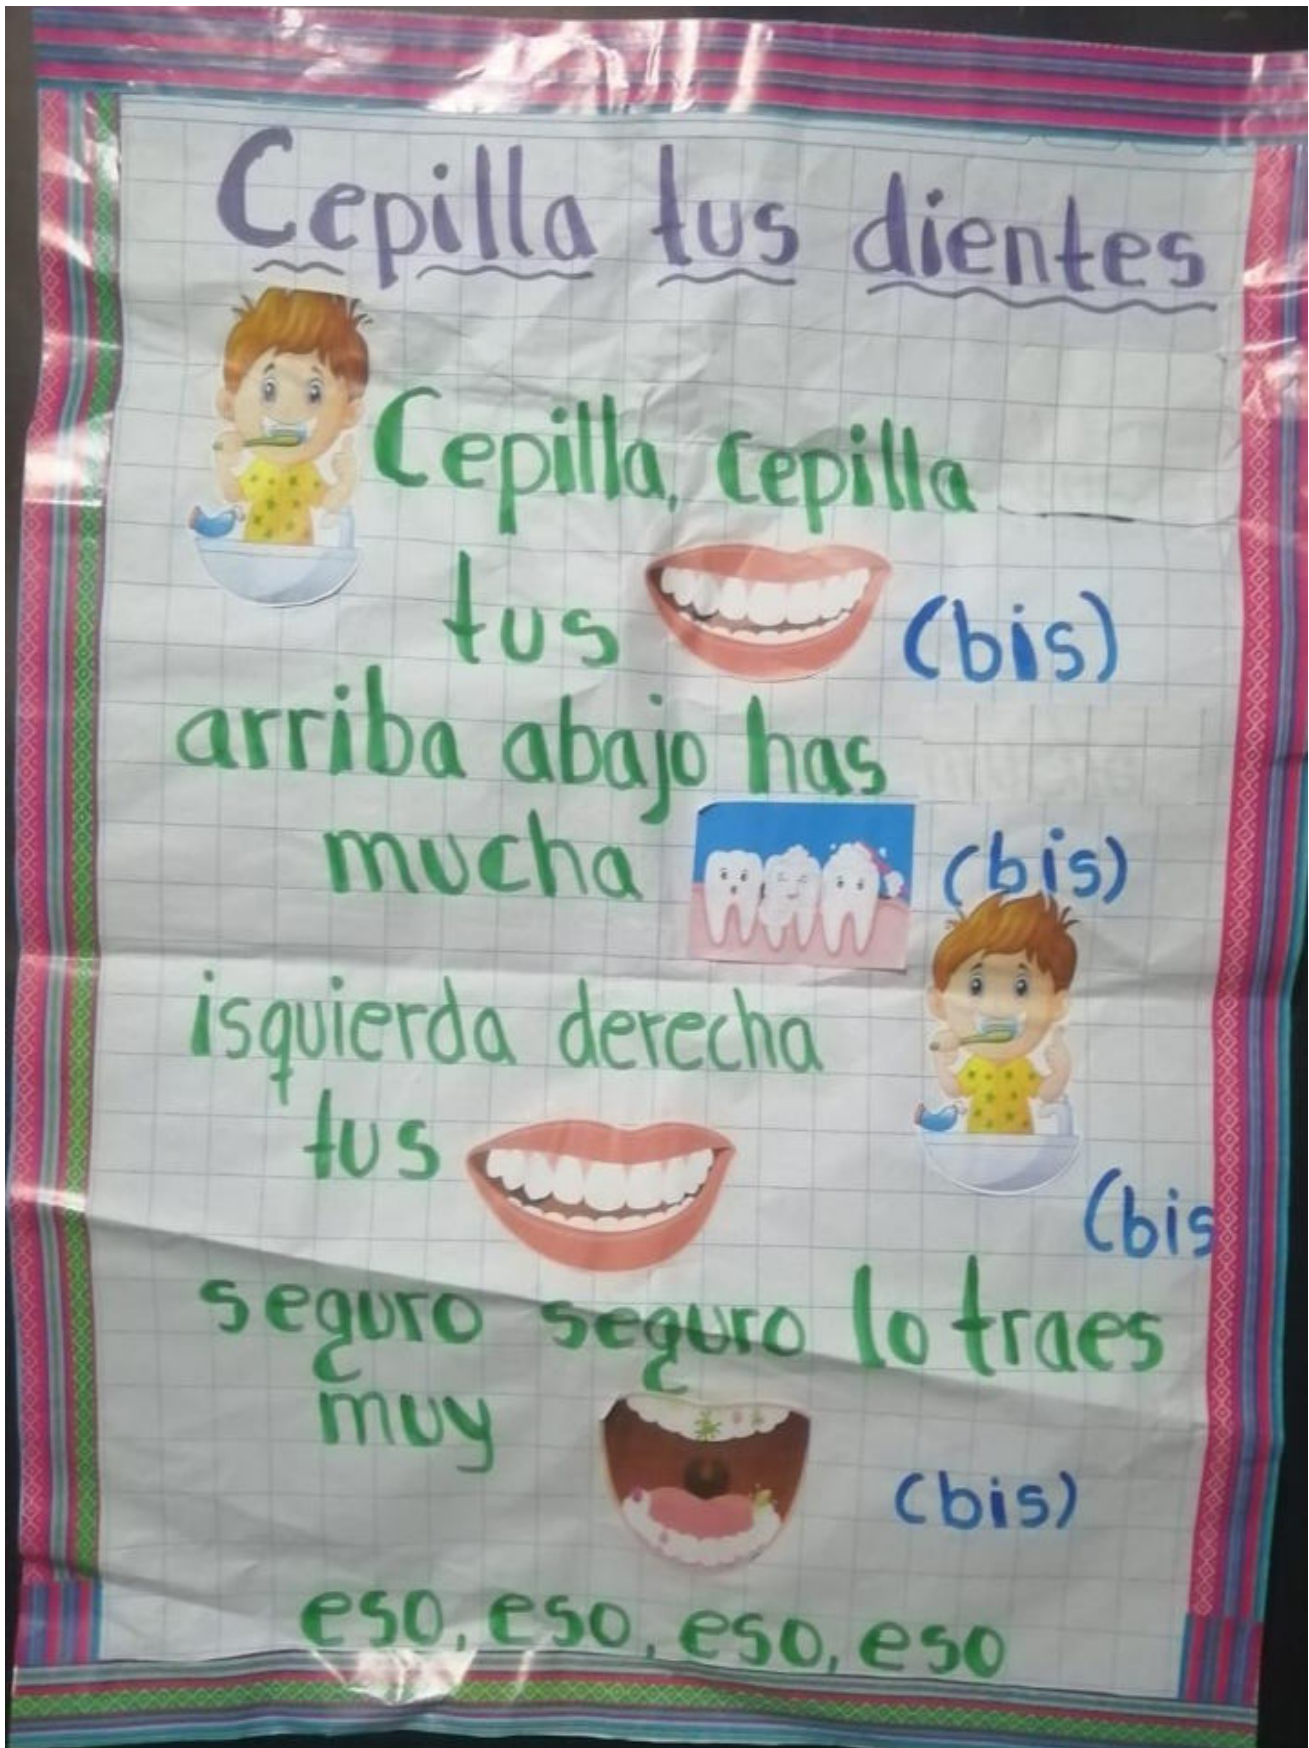 Cepilla tus dientes
Cepilla, cepilla
tus (bis)
arriba abajo has
mucha (bis)
isquierda derecha
tus
(bis
seguro seguro lo traes
muy
(bis)
eso, eso, eso, eso